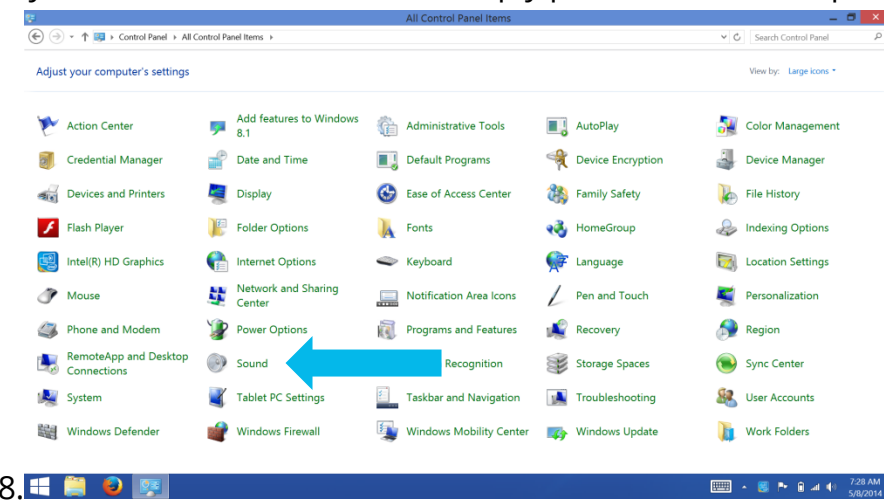 All Control Panel Items
Control Panel All Control Panel Items Search Control Panel
Adjust your computer's settings View by: Large icons
Action Center Add features to Windows 8.1 Administrative Tools AutoPlay Color Management
Credential Manager Date and Time Default Programs Device Encryption Device Manager
Devices and Printers Display Ease of Access Center Family Safety File History
Flash Player Folder Options Fonts HomeGroup Indexing Options
Intel(R) HD Graphics Internet Options Keyboard Language Location Settings
Mouse Network and Sharing Center Notification Area Icons Pen and Touch Personalization
Phone and Modem Power Options Programs and Features Recovery Region
RemoteApp and Desktop Connections Sound Recognition Storage Spaces Sync Center
System Tablet PC Settings Taskbar and Navigation Troubleshooting User Accounts
Windows Defender Windows Firewall Windows Mobility Center Windows Update Work Folders
8.
7:28 AM
5/8/2014